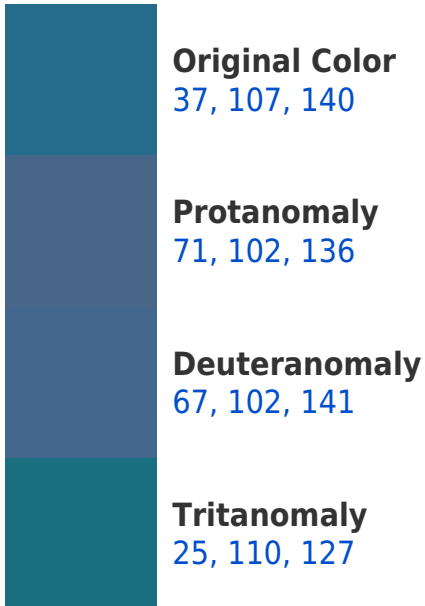 Original Color
37, 107, 140
Protanomaly
71, 102, 136
Deuteranomaly
67, 102, 141
Tritanomaly
25, 110, 127